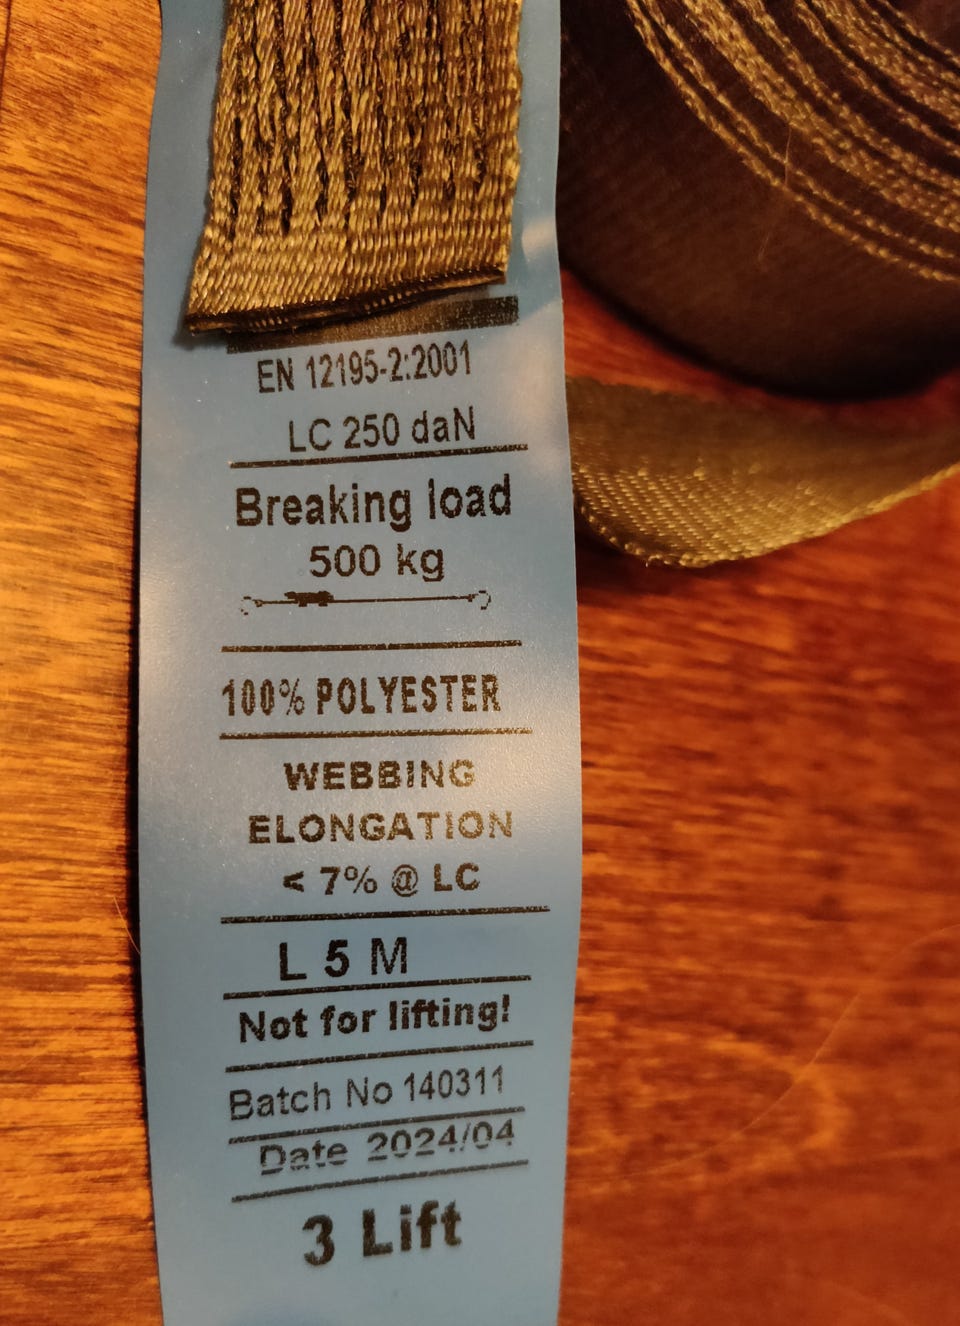 EN 12195-2:2001
LC 250 daN
Breaking load
500 kg
100% POLYESTER
WEBBING
ELONGATION
< 7% @ LC
L 5 M
Not for lifting!
Batch No 140311
Date 2024/04
3 Lift